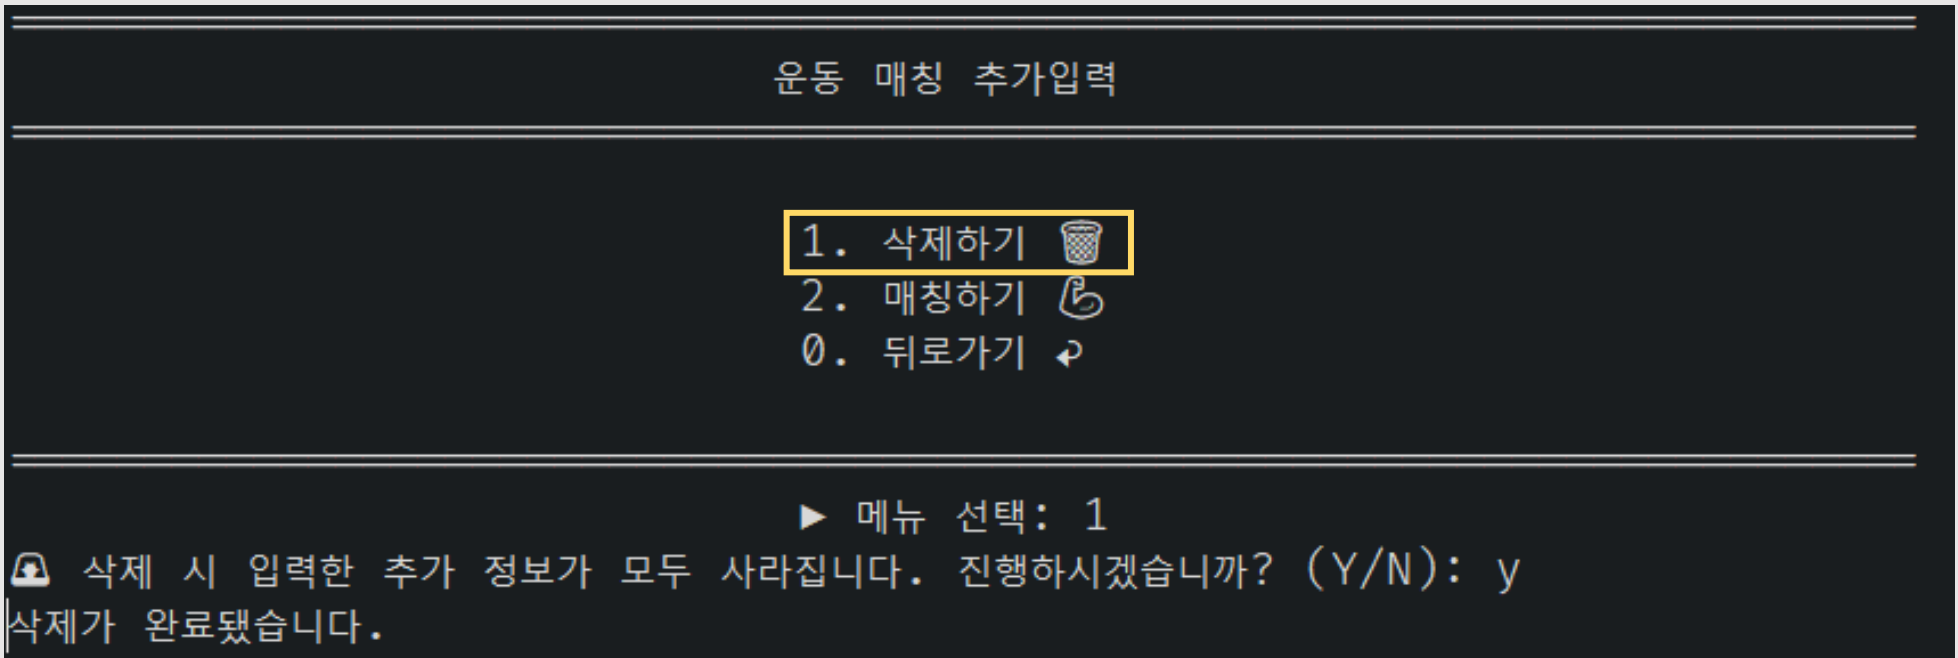 운동 매칭 추가입력
1. 삭제하기 🗑
2. 매칭하기 💪
0. 뒤로가기 ↩
▶ 메뉴 선택: 1
🚨 삭제 시 입력한 추가 정보가 모두 사라집니다. 진행하시겠습니까? (Y/N): y
삭제가 완료됐습니다.